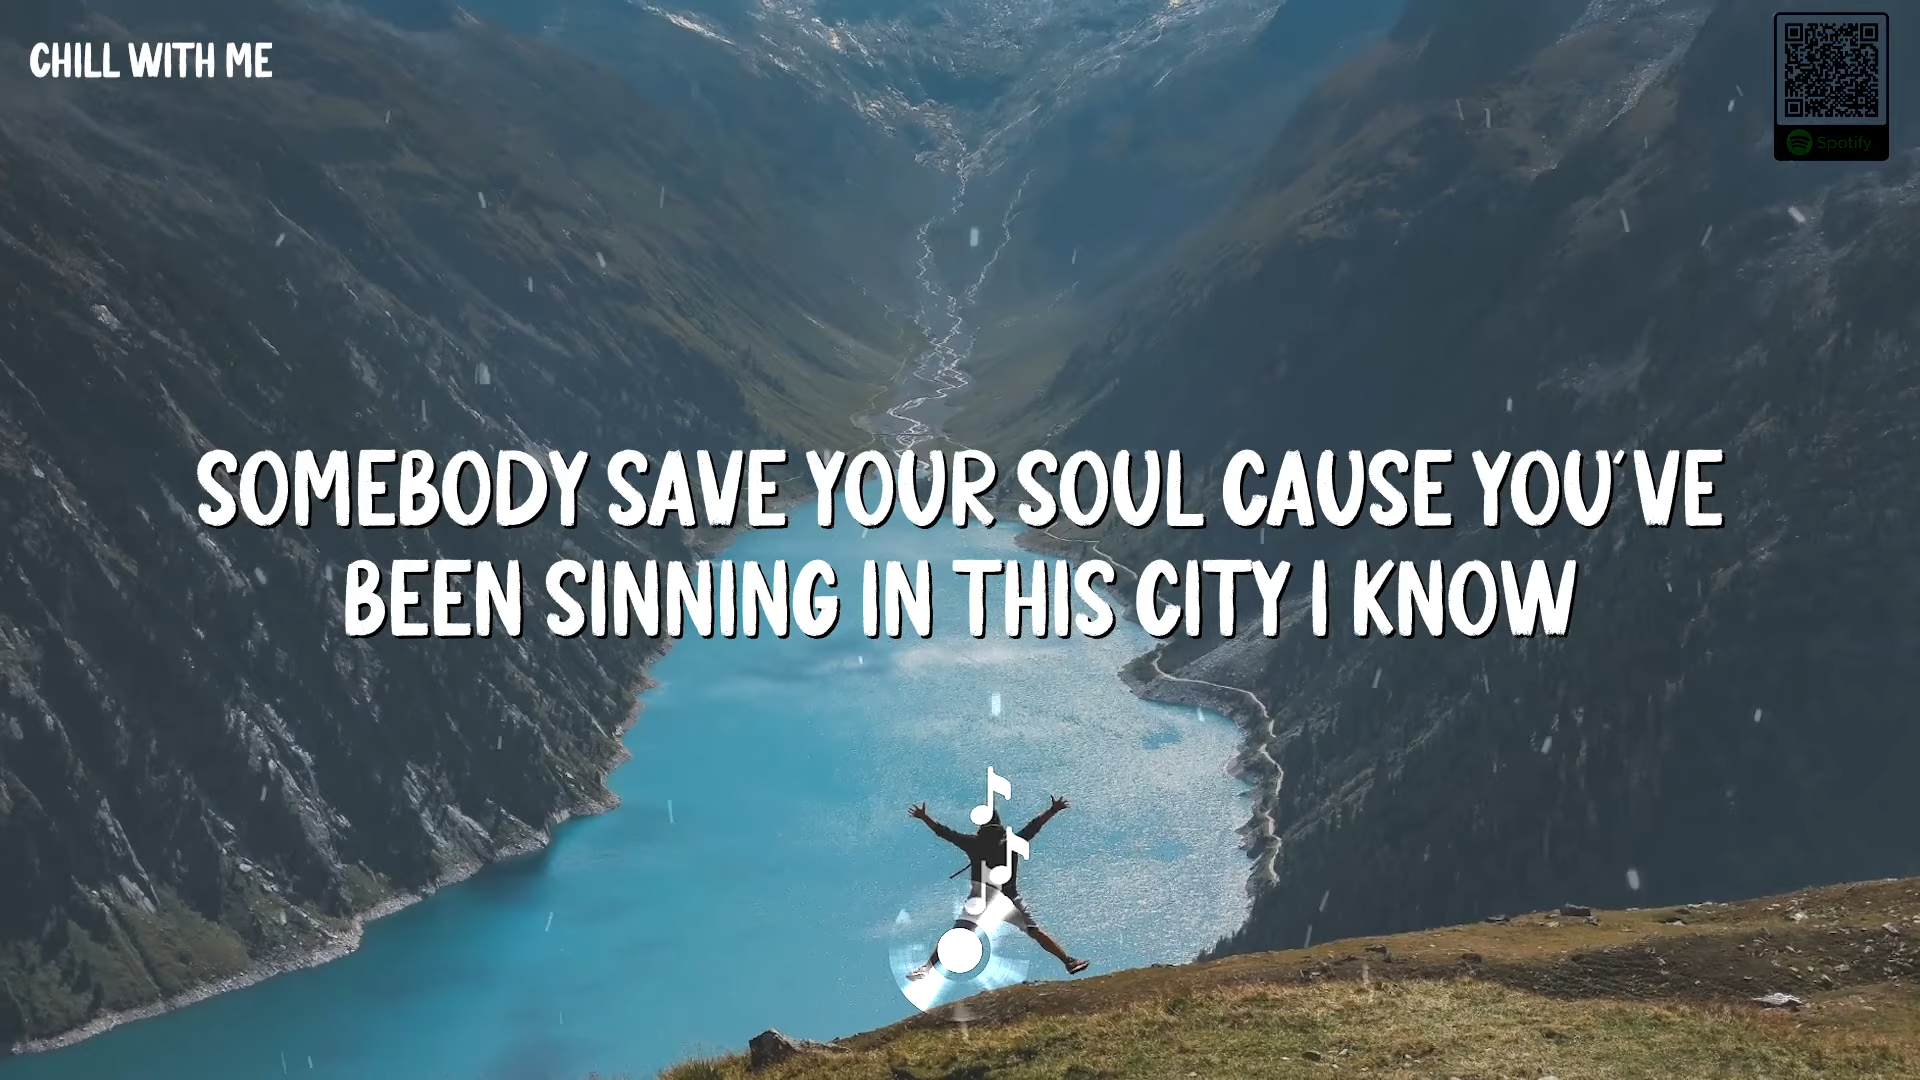 CHILL WITH ME
Spotify
SOMEBODY SAVE YOUR SOUL CAUSE YOU'VE
BEEN SINNING IN THIS CITY I KNOW